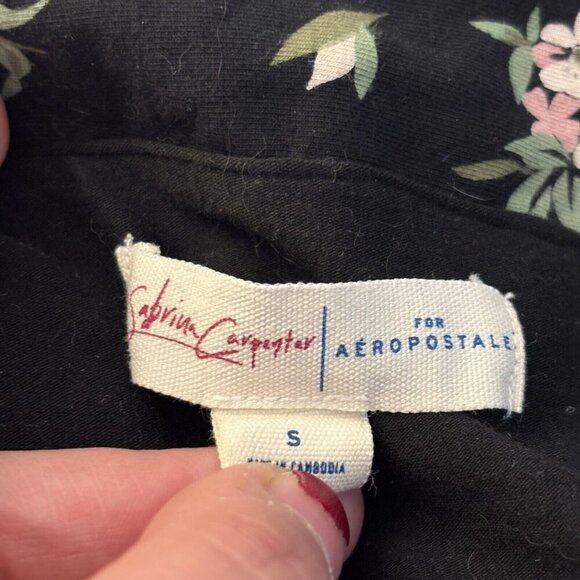 Sabrina Carpenter
FOR
AÉROPOSTALE
S
MADE IN CAMBODIA